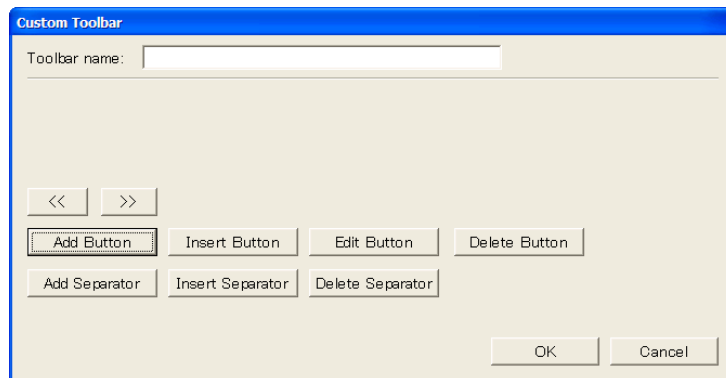 Custom Toolbar
Toolbar name:
<< >>
Add Button Insert Button Edit Button Delete Button
Add Separator Insert Separator Delete Separator
OK Cancel